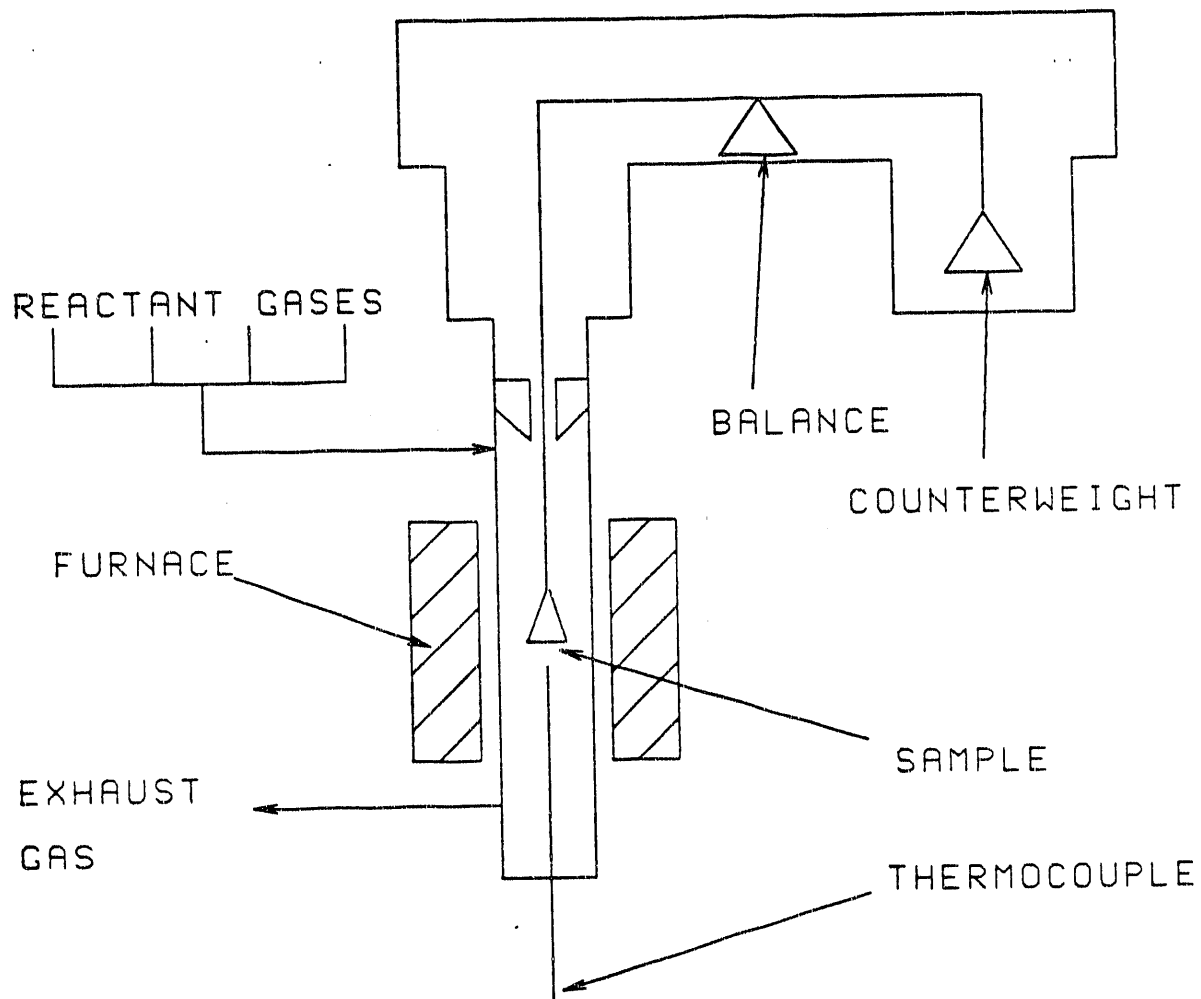 REACTANT GASES
BALANCE
COUNTERWEIGHT
FURNACE
SAMPLE
EXHAUST
GAS
THERMOCOUPLE